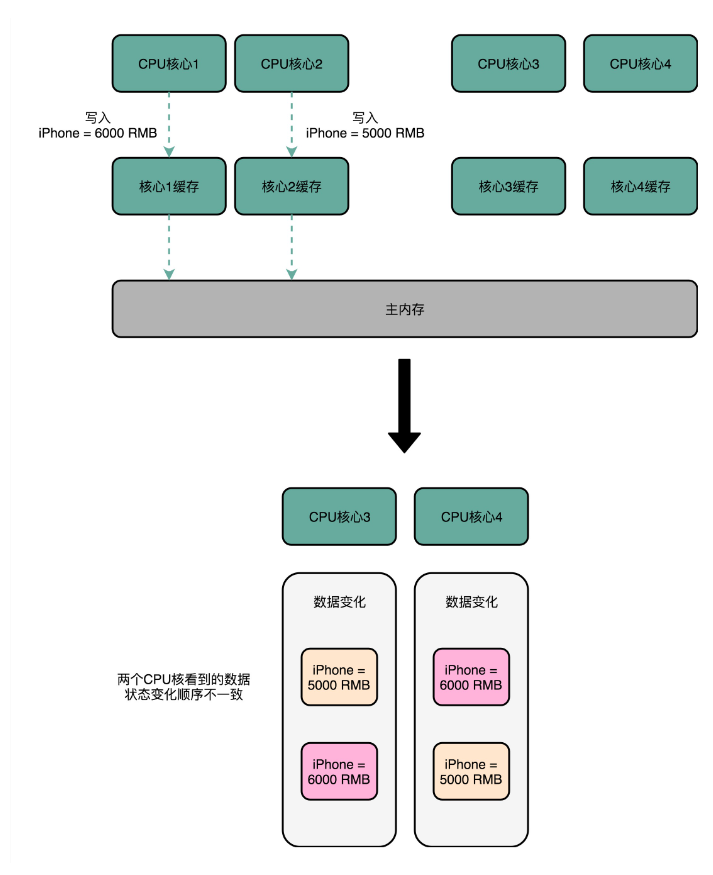 CPU核心1
CPU核心2
CPU核心3
CPU核心4
写入
iPhone = 6000 RMB
写入
iPhone = 5000 RMB
核心1缓存
核心2缓存
核心3缓存
核心4缓存
主内存
CPU核心3
CPU核心4
数据变化
数据变化
两个CPU核看到的数据
状态变化顺序不一致
iPhone =
5000 RMB
iPhone =
6000 RMB
iPhone =
6000 RMB
iPhone =
5000 RMB